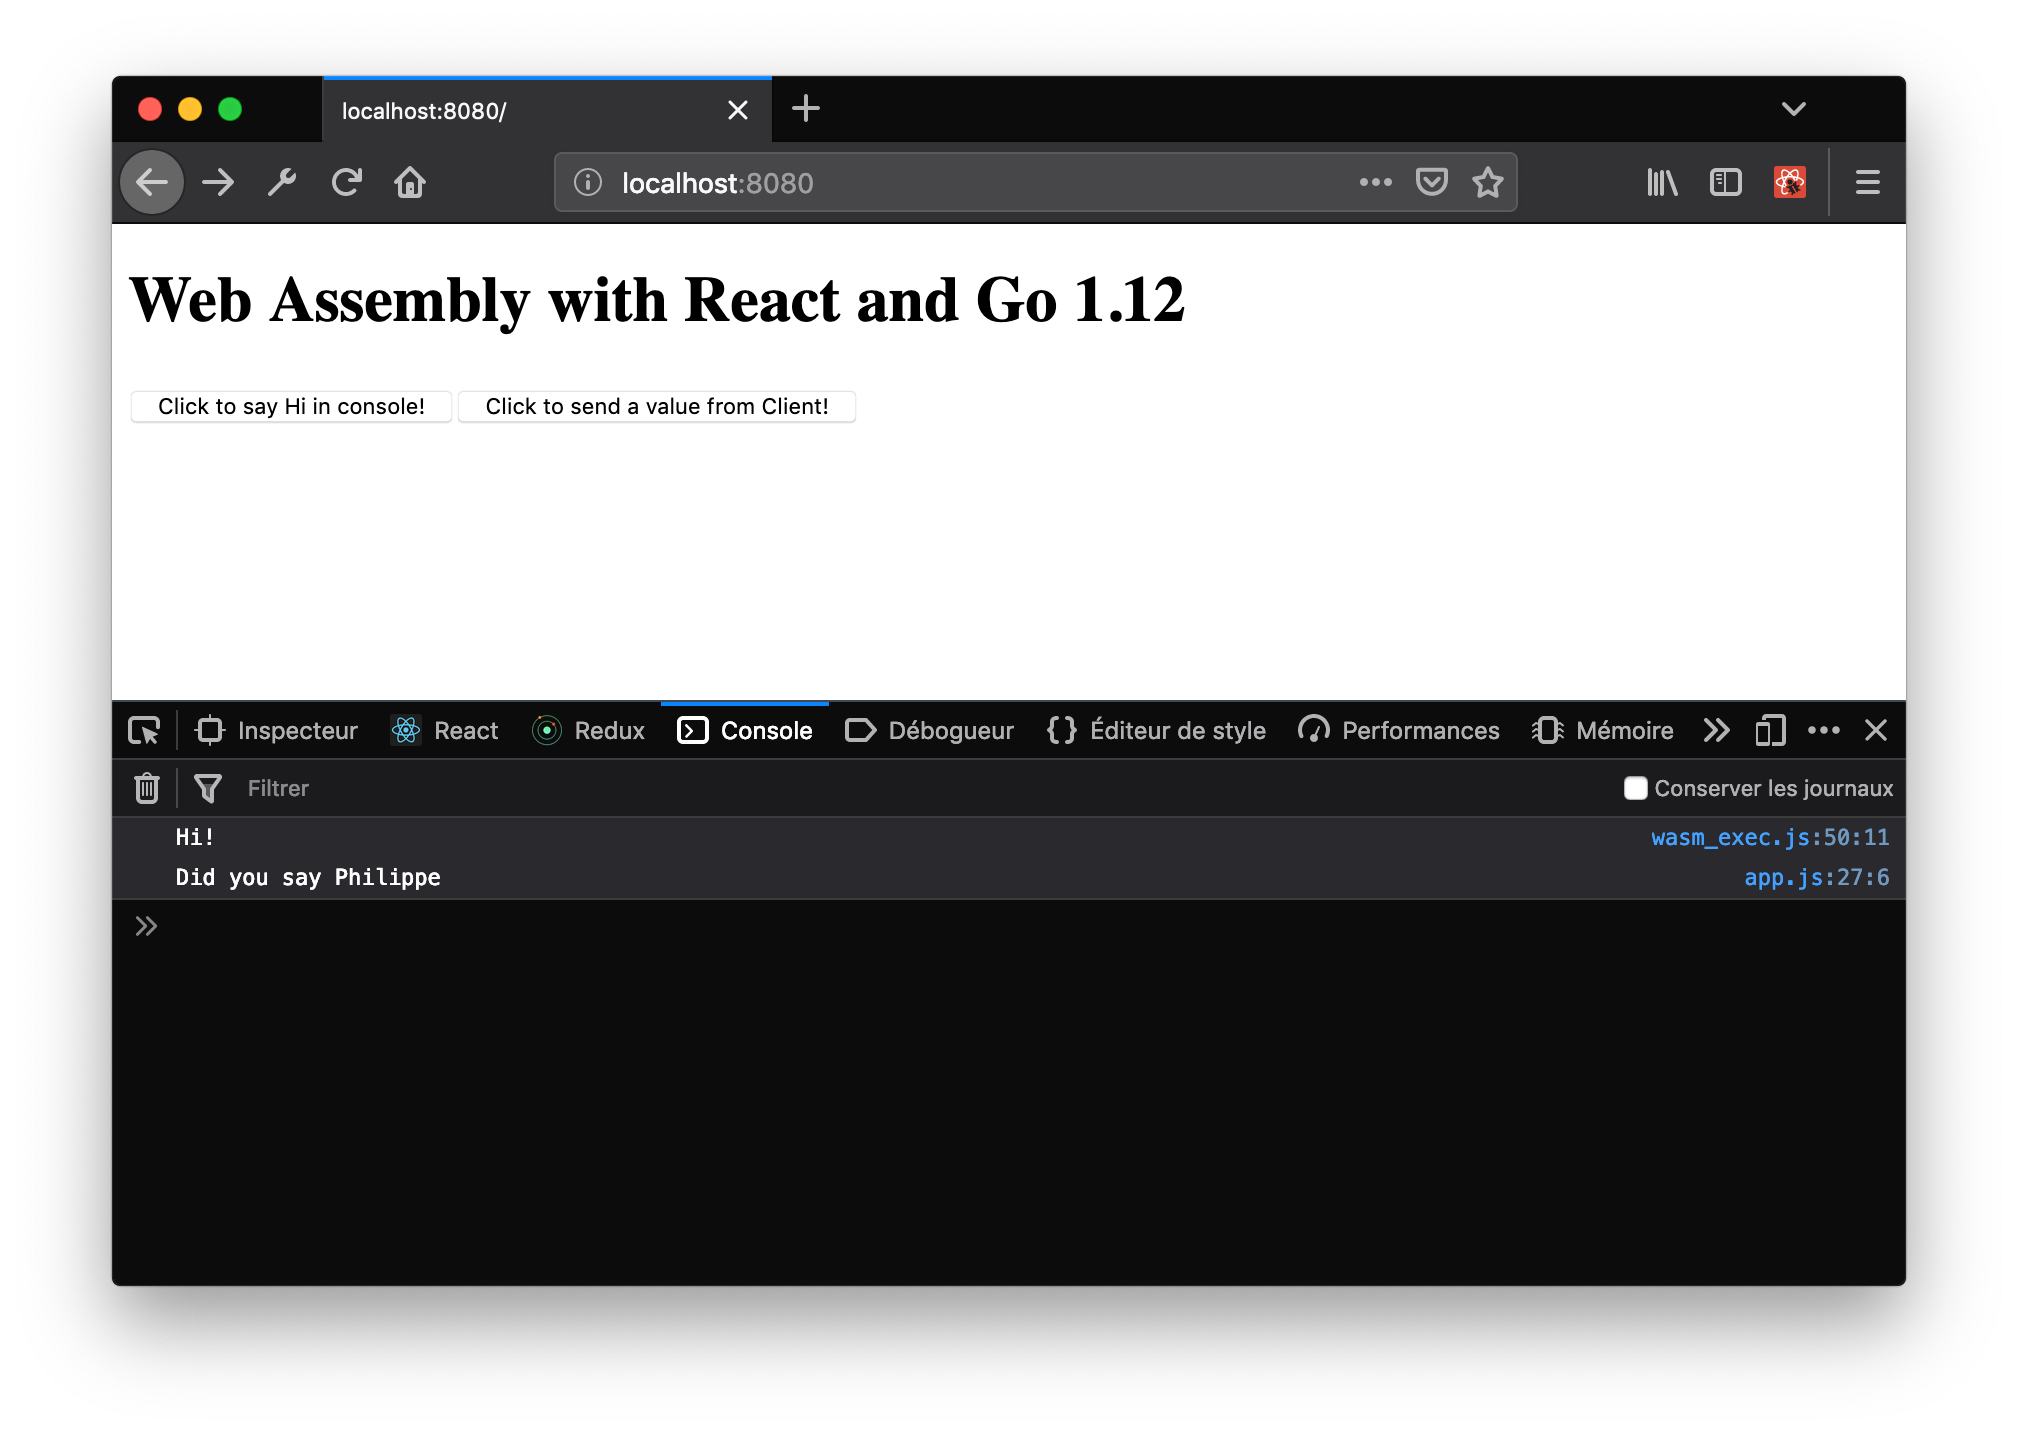 localhost:8080/
localhost:8080
Web Assembly with React and Go 1.12
Click to say Hi in console! Click to send a value from Client!
Inspecteur React Redux Console Débogueur Éditeur de style Performances Mémoire
Filtrer Conserver les journaux
Hi! wasm_exec.js:50:11
Did you say Philippe app.js:27:6